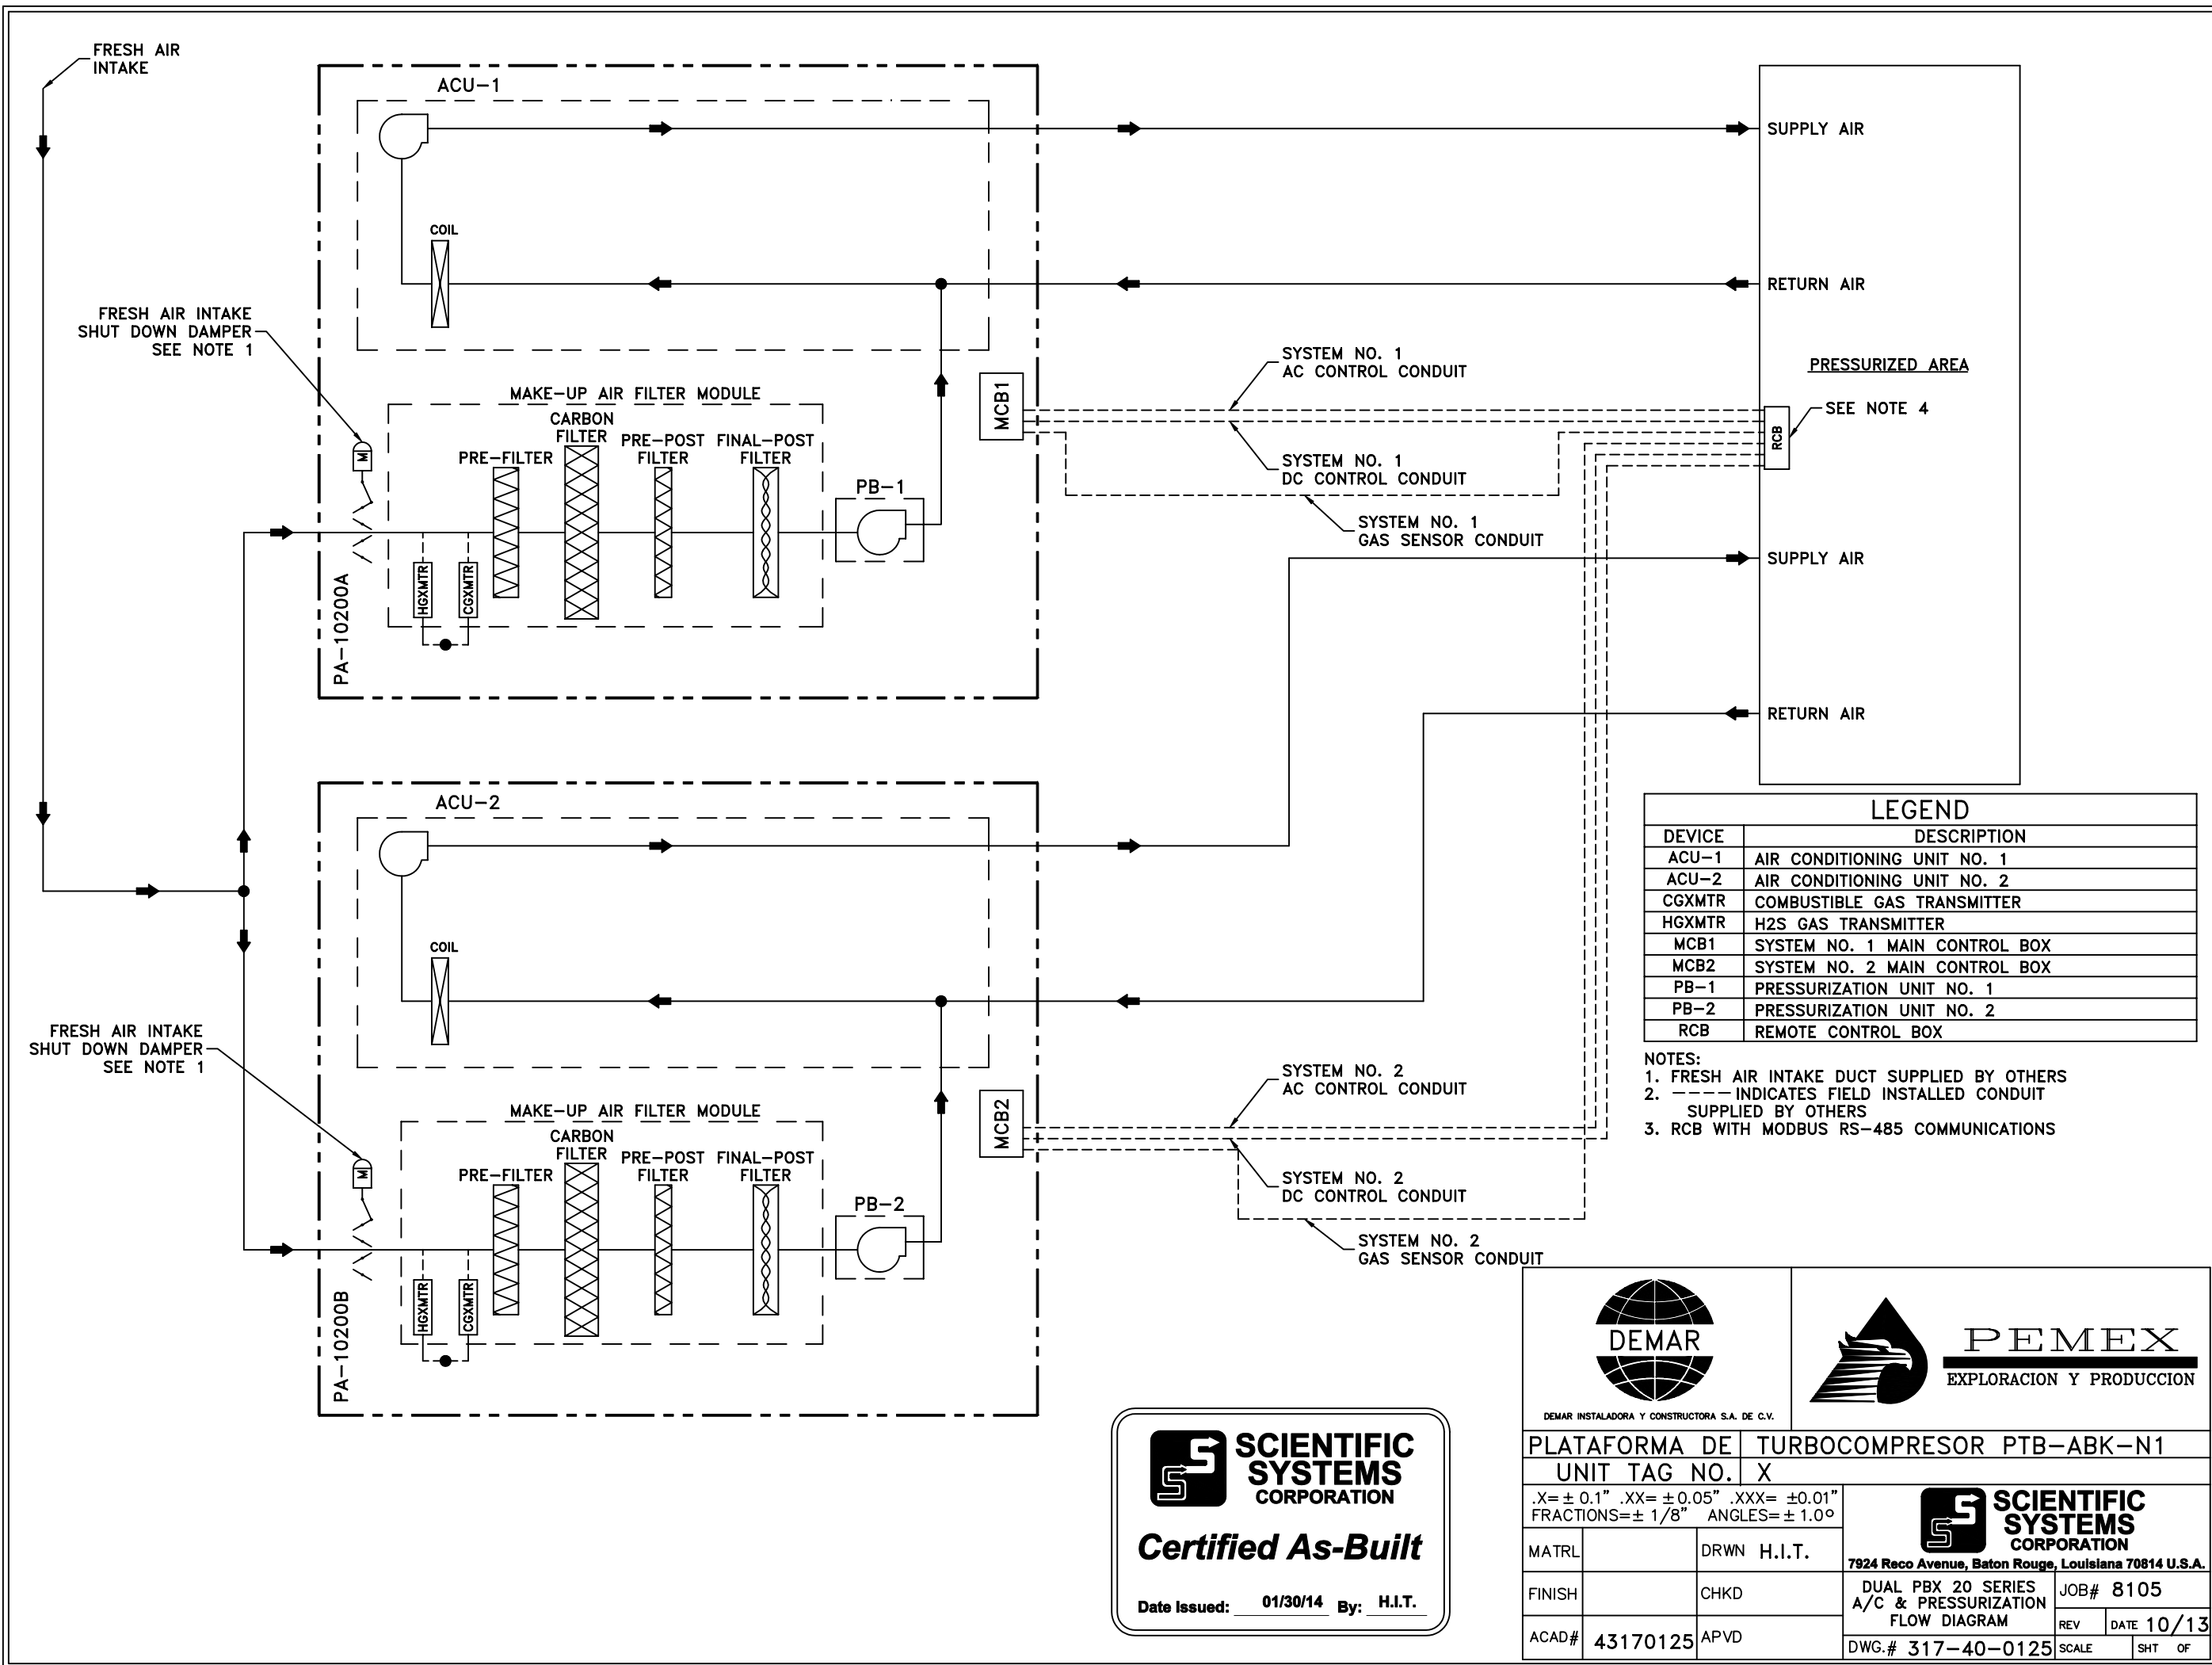 FRESH AIR
INTAKE
ACU-1
COIL
FRESH AIR INTAKE
SHUT DOWN DAMPER
SEE NOTE 1
MAKE-UP AIR FILTER MODULE
PRE-FILTER
CARBON
FILTER
PRE-POST
FILTER
FINAL-POST
FILTER
M
HGXMTR
CGXMTR
PB-1
PA-10200A
MCB1
SYSTEM NO. 1
AC CONTROL CONDUIT
SYSTEM NO. 1
DC CONTROL CONDUIT
SYSTEM NO. 1
GAS SENSOR CONDUIT
SUPPLY AIR
RETURN AIR
PRESSURIZED AREA
SEE NOTE 4
RCB
SUPPLY AIR
RETURN AIR
ACU-2
COIL
FRESH AIR INTAKE
SHUT DOWN DAMPER
SEE NOTE 1
MAKE-UP AIR FILTER MODULE
PRE-FILTER
CARBON
FILTER
PRE-POST
FILTER
FINAL-POST
FILTER
M
HGXMTR
CGXMTR
PB-2
PA-10200B
MCB2
SYSTEM NO. 2
AC CONTROL CONDUIT
SYSTEM NO. 2
DC CONTROL CONDUIT
SYSTEM NO. 2
GAS SENSOR CONDUIT
LEGEND
DEVICE DESCRIPTION
ACU-1 AIR CONDITIONING UNIT NO. 1
ACU-2 AIR CONDITIONING UNIT NO. 2
CGXMTR COMBUSTIBLE GAS TRANSMITTER
HGXMTR H2S GAS TRANSMITTER
MCB1 SYSTEM NO. 1 MAIN CONTROL BOX
MCB2 SYSTEM NO. 2 MAIN CONTROL BOX
PB-1 PRESSURIZATION UNIT NO. 1
PB-2 PRESSURIZATION UNIT NO. 2
RCB REMOTE CONTROL BOX
NOTES:
1. FRESH AIR INTAKE DUCT SUPPLIED BY OTHERS
2. ---- INDICATES FIELD INSTALLED CONDUIT
SUPPLIED BY OTHERS
3. RCB WITH MODBUS RS-485 COMMUNICATIONS
SCIENTIFIC
SYSTEMS
CORPORATION
Certified As-Built
Date Issued: 01/30/14 By: H.I.T.
DEMAR
DEMAR INSTALADORA Y CONSTRUCTORA S.A. DE C.V.
PEMEX
EXPLORACION Y PRODUCCION
PLATAFORMA DE TURBOCOMPRESOR PTB-ABK-N1
UNIT TAG NO. X
.X= ± 0.1" .XX= ±0.05" .XXX= ±0.01"
FRACTIONS=± 1/8" ANGLES=± 1.0°
MATRL
DRWN H.I.T.
FINISH
CHKD
ACAD# 43170125
APVD
SCIENTIFIC
SYSTEMS
CORPORATION
7924 Reco Avenue, Baton Rouge, Louisiana 70814 U.S.A.
DUAL PBX 20 SERIES
A/C & PRESSURIZATION
FLOW DIAGRAM
JOB# 8105
REV
DATE 10/13
DWG.# 317-40-0125
SCALE
SHT OF